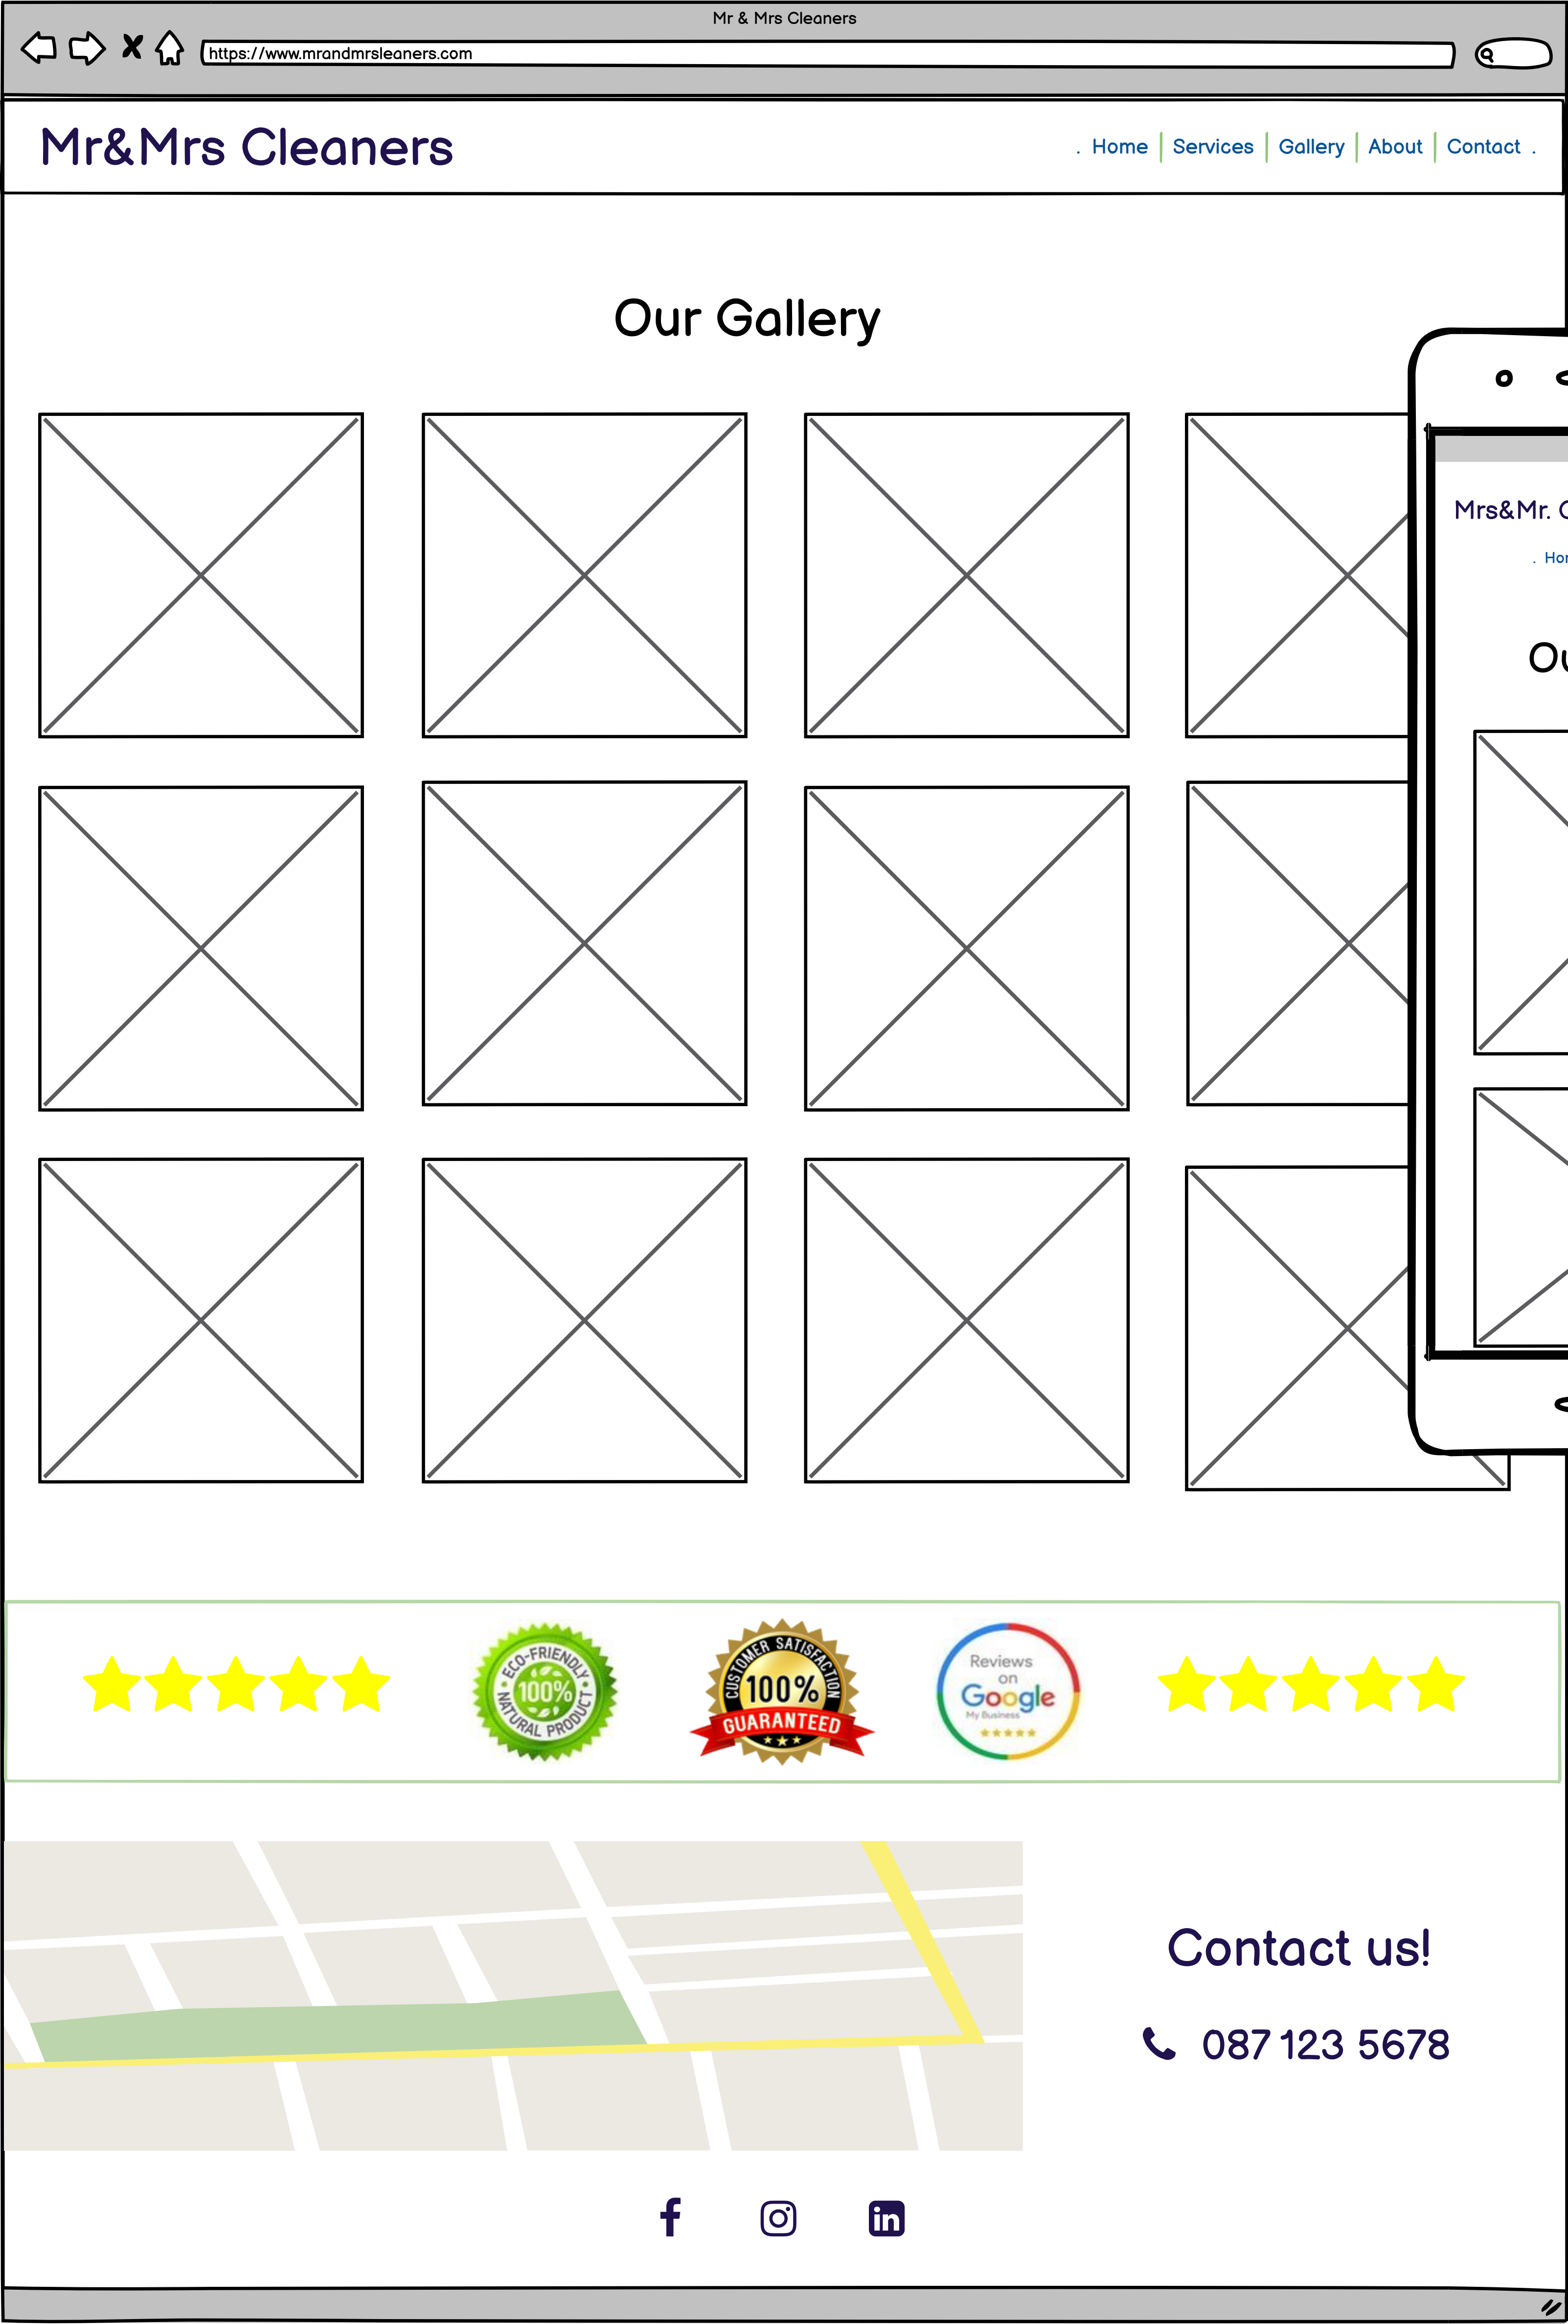 Mr & Mrs Cleaners
https://www.mrandmrsleaners.com
Mr&Mrs Cleaners
. Home Services Gallery About Contact .
Our Gallery
Mrs&Mr.
.
ECO-FRIENDLY
100%
NATURAL PRODUCT
CUSTOMER SATISFACTION
100%
GUARANTEED
Reviews
on
Google
My Business
Contact us!
087 123 5678
f
in